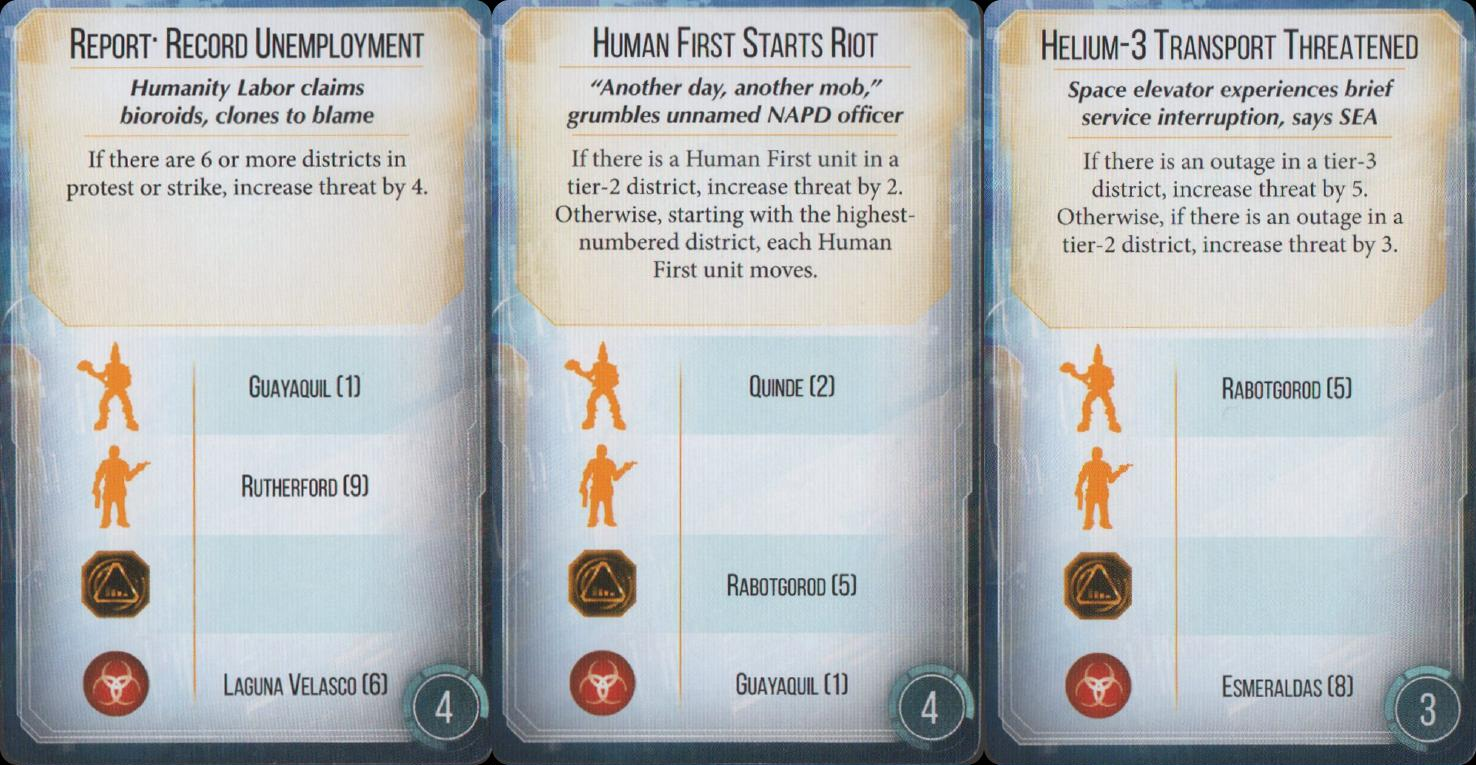 REPORT: RECORD UNEMPLOYMENT
Humanity Labor claims
bioroids, clones to blame
If there are 6 or more districts in
protest or strike, increase threat by 4.
GUAYAQUIL (1)
RUTHERFORD (9)
LAGUNA VELASCO (6)
4
HUMAN FIRST STARTS RIOT
“Another day, another mob,”
grumbles unnamed NAPD officer
If there is a Human First unit in a
tier-2 district, increase threat by 2.
Otherwise, starting with the highest-
numbered district, each Human
First unit moves.
QUINDE (2)
RABOTGOROD (5)
GUAYAQUIL (1)
4
HELIUM-3 TRANSPORT THREATENED
Space elevator experiences brief
service interruption, says SEA
If there is an outage in a tier-3
district, increase threat by 5.
Otherwise, if there is an outage in a
tier-2 district, increase threat by 3.
RABOTGOROD (5)
ESMERALDAS (8)
3